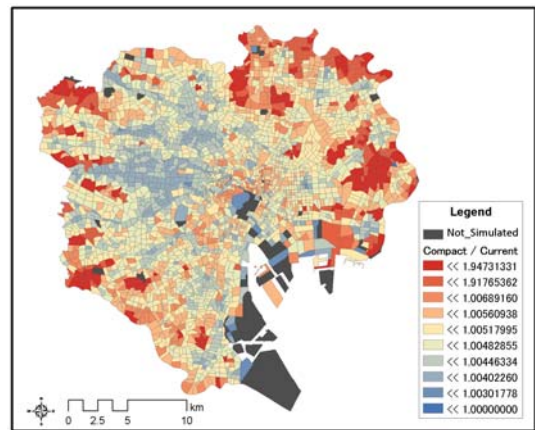 Legend
Not_Simulated
Compact / Current
<< 1.94731331
<< 1.91765362
<< 1.00689160
<< 1.00560938
<< 1.00517995
<< 1.00482855
<< 1.00446334
<< 1.00402260
<< 1.00301778
<< 1.00000000
km
0 2.5 5 10